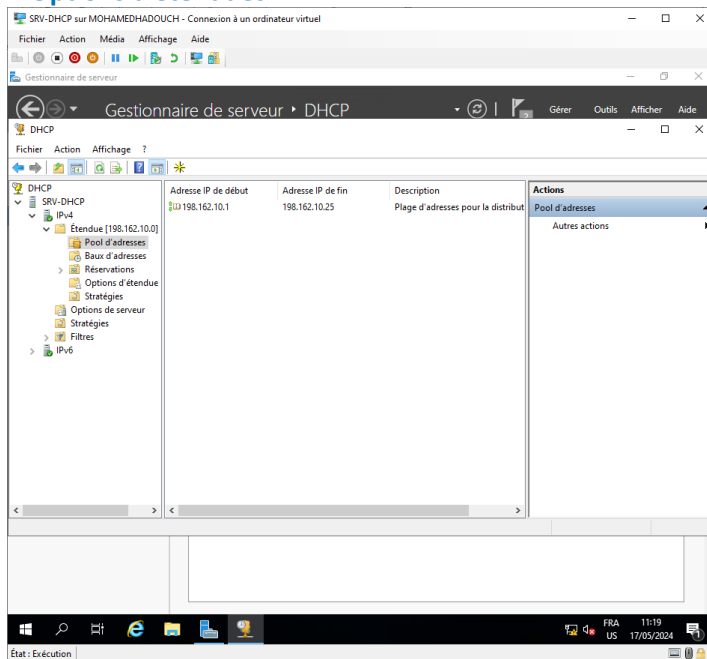 SRV-DHCP sur MOHAMEDHADOUCH - Connexion à un ordinateur virtuel
Fichier Action Média Affichage Aide
Gestionnaire de serveur
Gestionnaire de serveur • DHCP
Gérer Outils Afficher Aide
DHCP
Fichier Action Affichage ?
DHCP
SRV-DHCP
IPv4
Étendue [198.162.10.0]
Pool d'adresses
Baux d'adresses
Réservations
Options d'étendue
Stratégies
Options de serveur
Stratégies
Filtres
IPv6
Adresse IP de début Adresse IP de fin Description
198.162.10.1 198.162.10.25 Plage d'adresses pour la distribut
Actions
Pool d'adresses
Autres actions
FRA 11:19
US 17/05/2024
État : Exécution